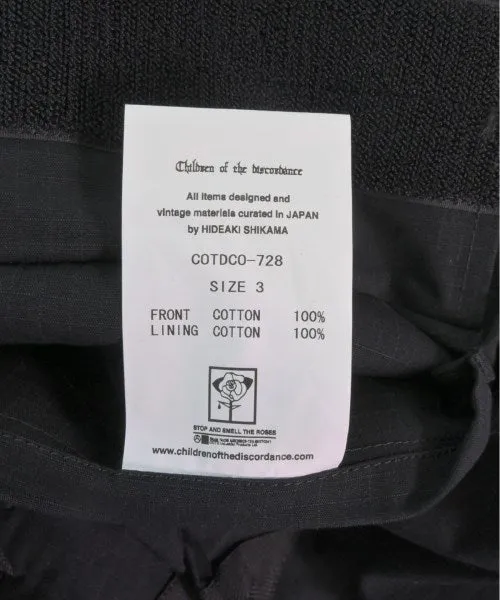 Children of the discordance
All items designed and
vintage materials curated in JAPAN
by HIDEAKI SHIKAMA
COTDCO-728
SIZE 3
FRONT COTTON 100%
LINING COTTON 100%
STOP AND SMELL THE ROSES
www.childrenofthediscordance.com